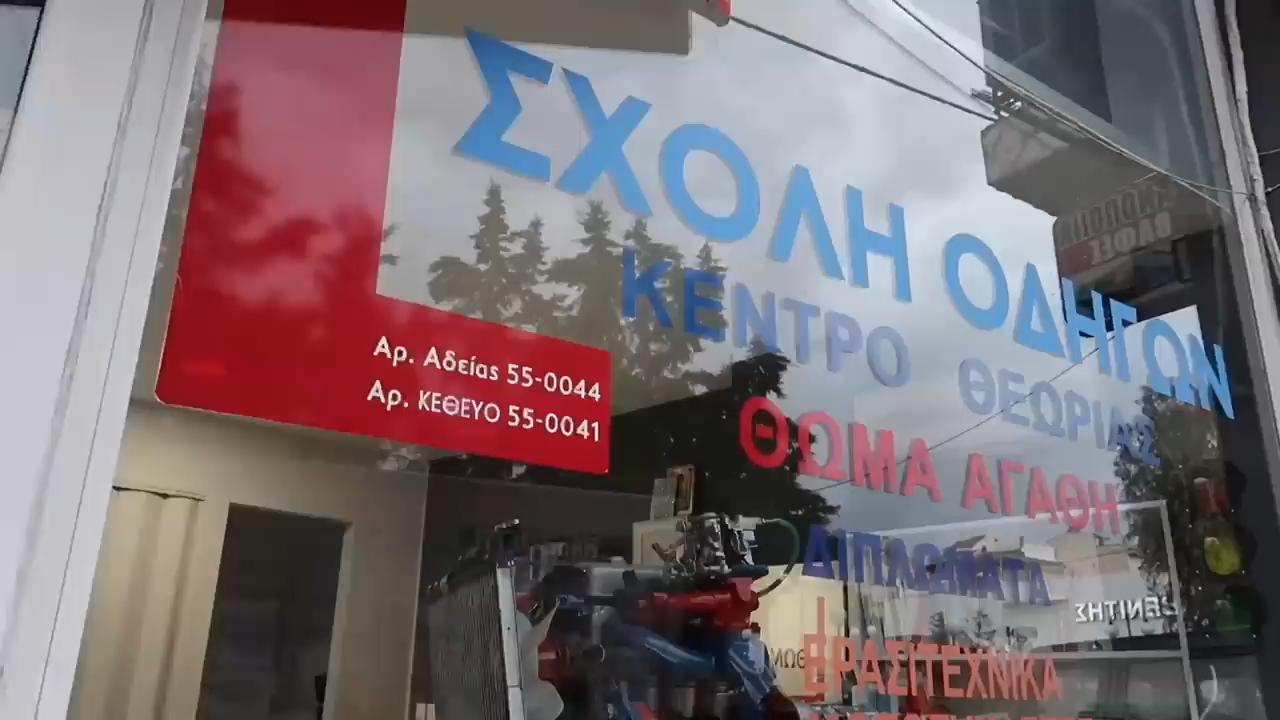 ΣΧΟΛΗ ΟΔΗΓΩΝ
ΚΕΝΤΡΟ ΘΕΩΡΙΑΣ
Αρ. Αδείας 55-0044
Αρ. ΚΕΘΕΥΟ 55-0041
ΘΩΜΑ ΑΓΑΘΗ
ΔΙΠΛΩΜΑΤΑ
ΕΡΑΣΙΤΕΧΝΙΚΑ